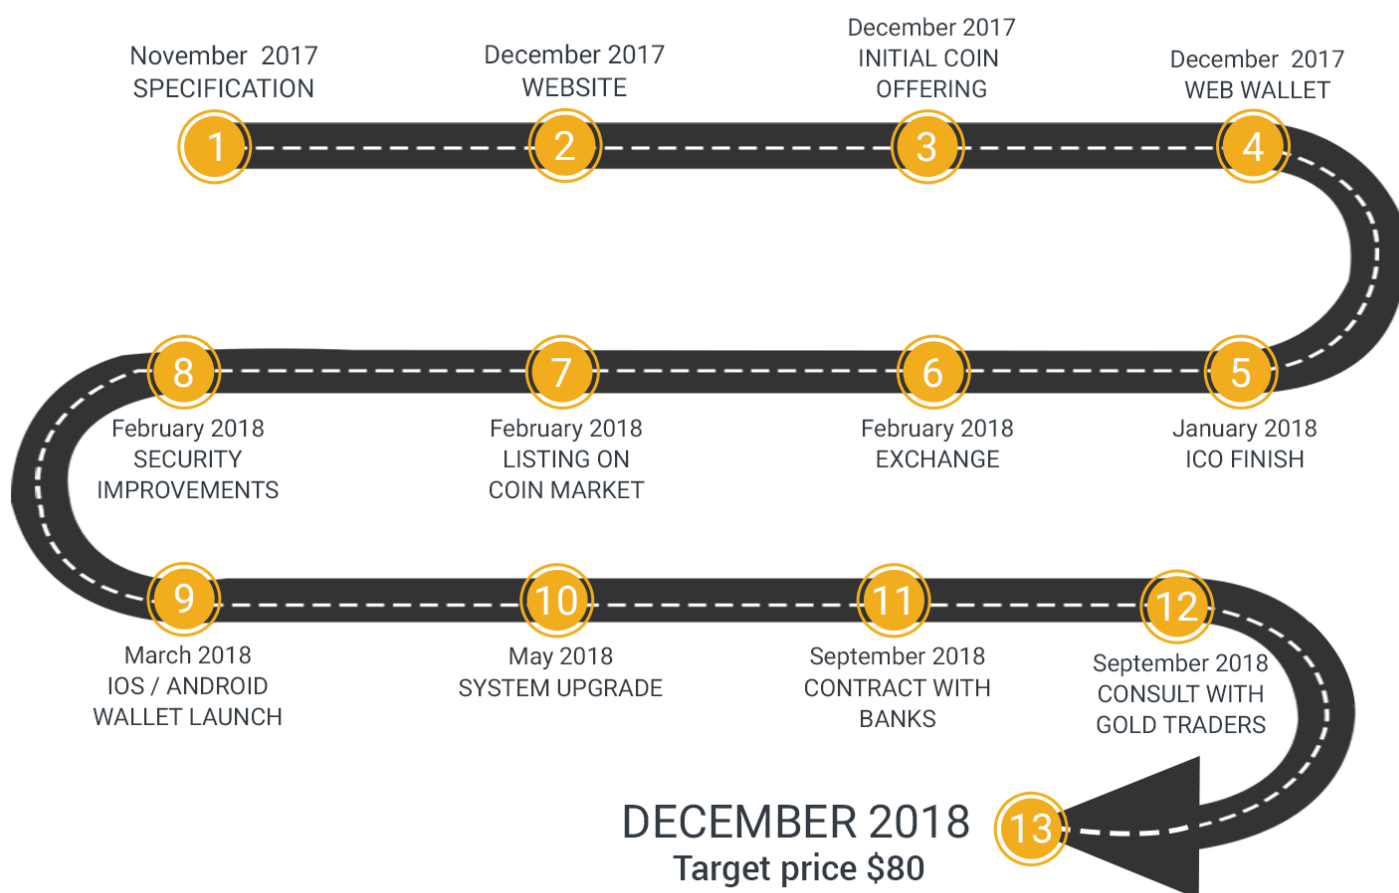 November 2017
SPECIFICATION
1
December 2017
WEBSITE
2
December 2017
INITIAL COIN
OFFERING
3
December 2017
WEB WALLET
4
5
January 2018
ICO FINISH
6
February 2018
EXCHANGE
7
February 2018
LISTING ON
COIN MARKET
8
February 2018
SECURITY
IMPROVEMENTS
9
March 2018
IOS / ANDROID
WALLET LAUNCH
10
May 2018
SYSTEM UPGRADE
11
September 2018
CONTRACT WITH
BANKS
12
September 2018
CONSULT WITH
GOLD TRADERS
13
DECEMBER 2018
Target price $80